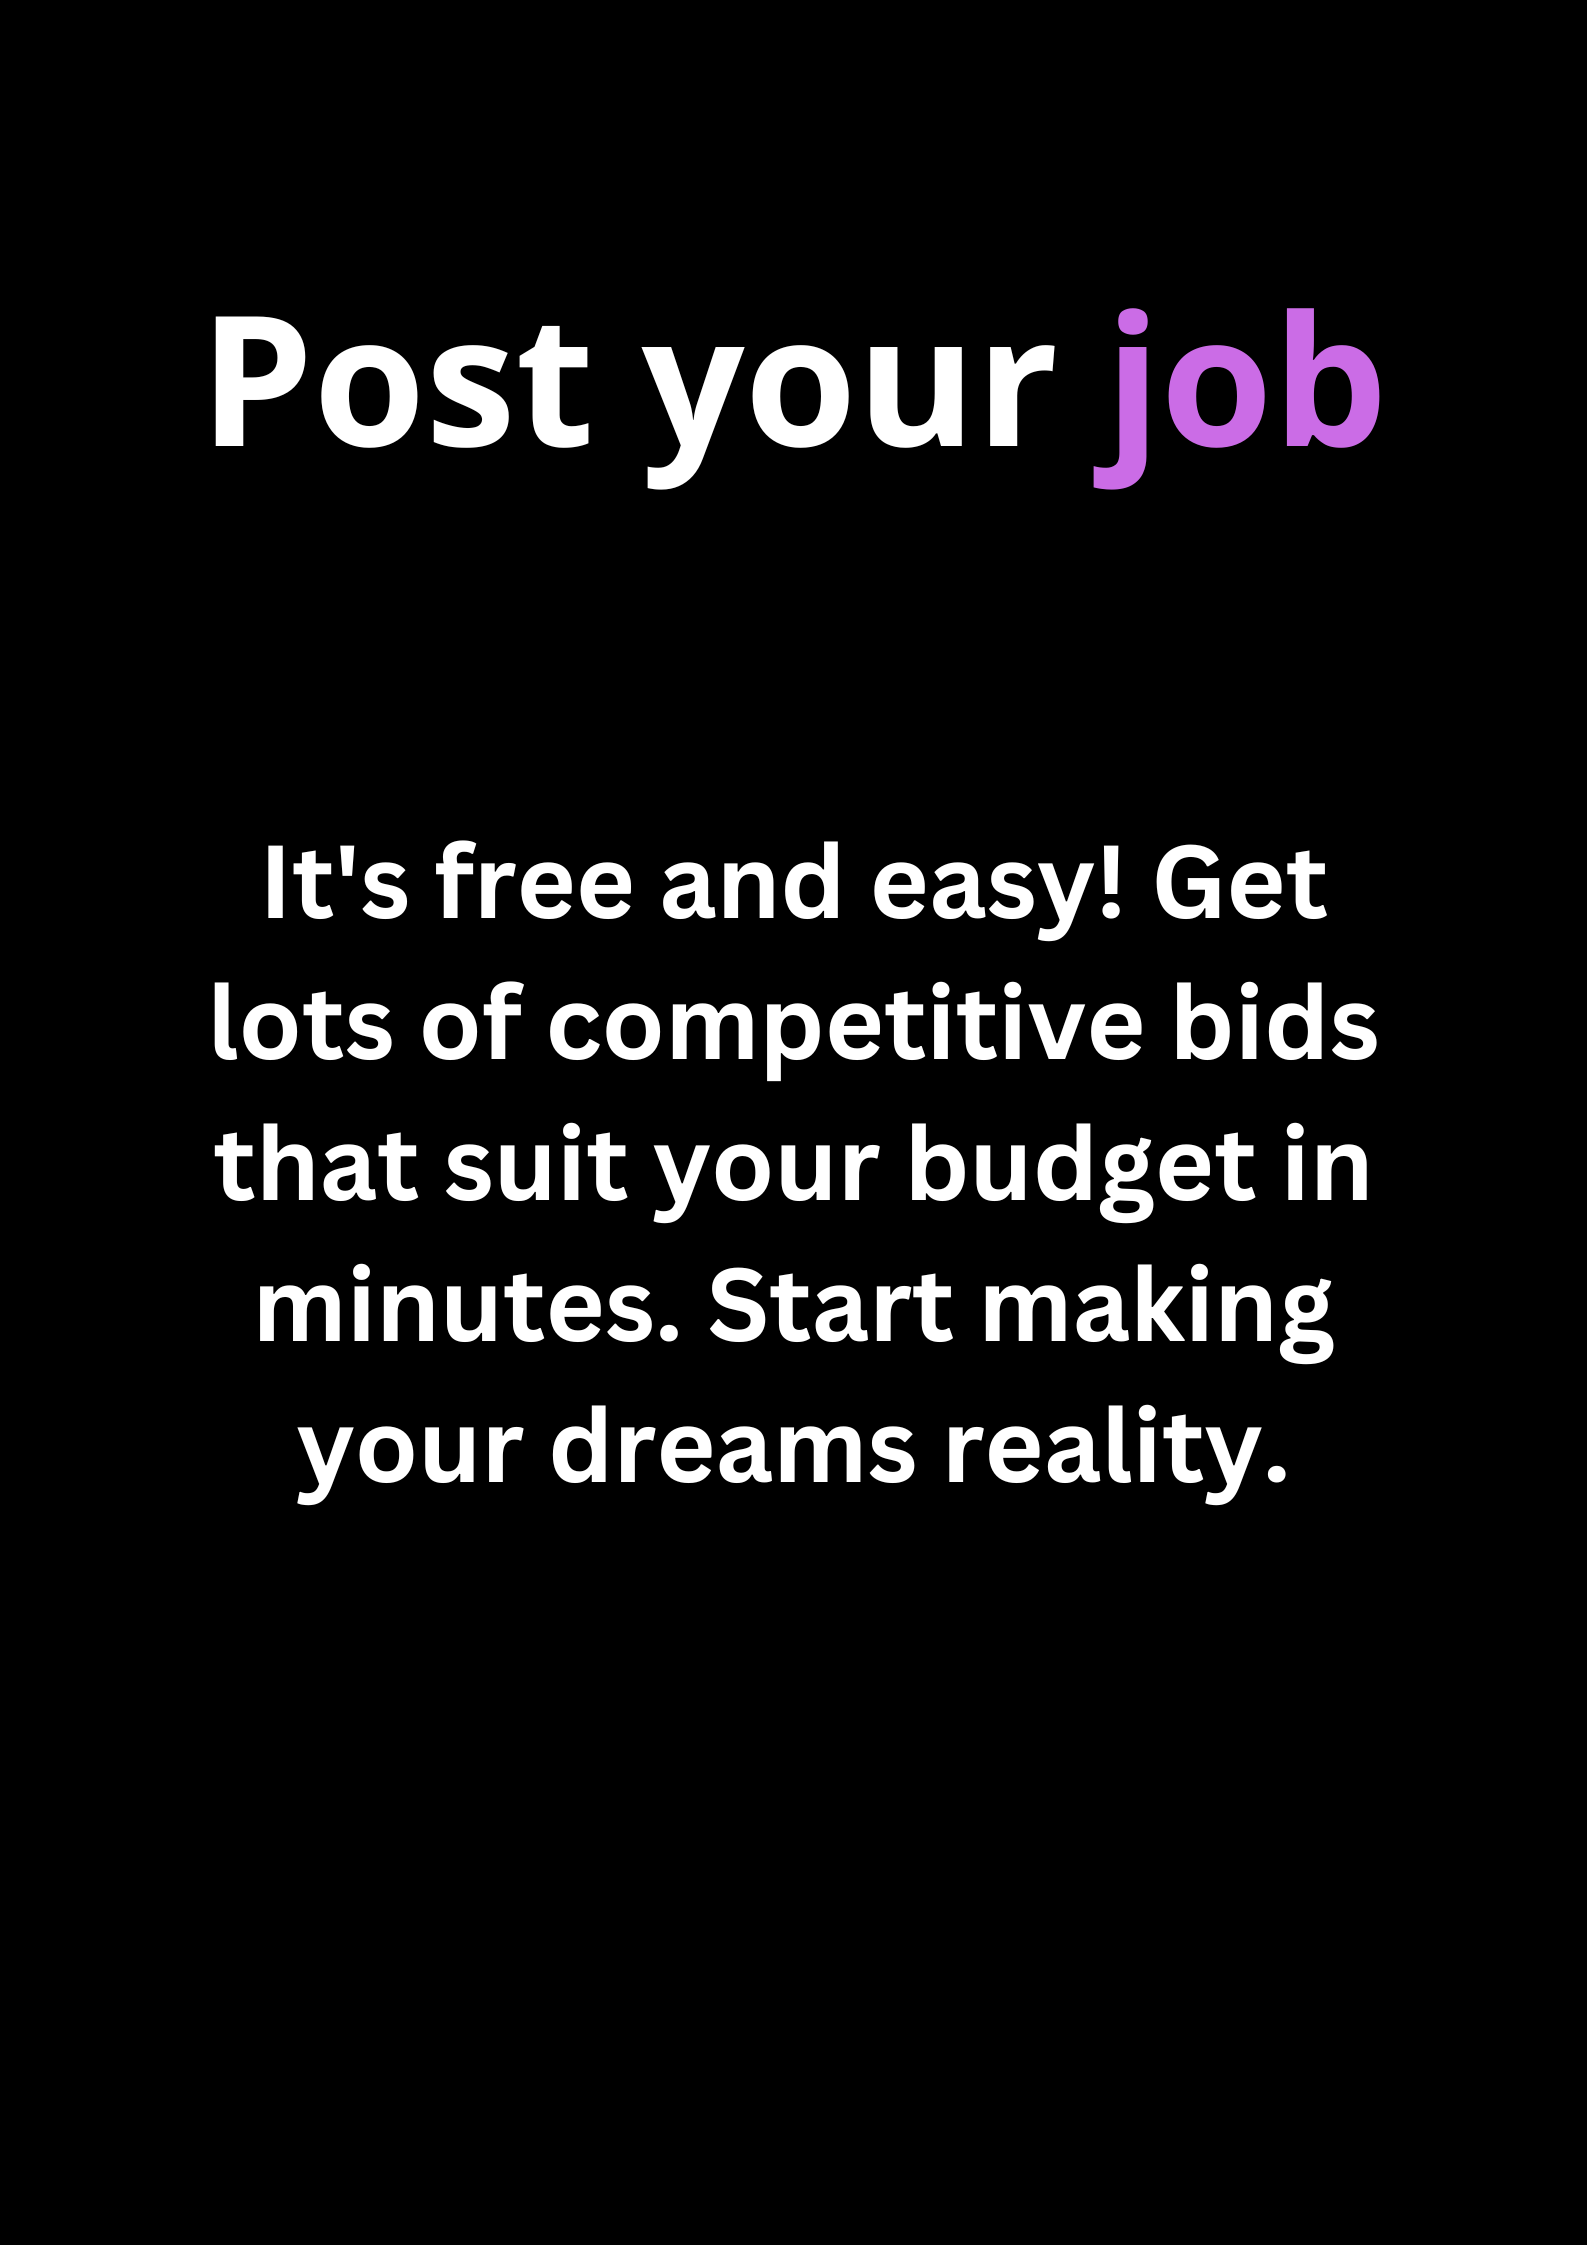 Post your job
It's free and easy! Get
lots of competitive bids
that suit your budget in
minutes. Start making
your dreams reality.